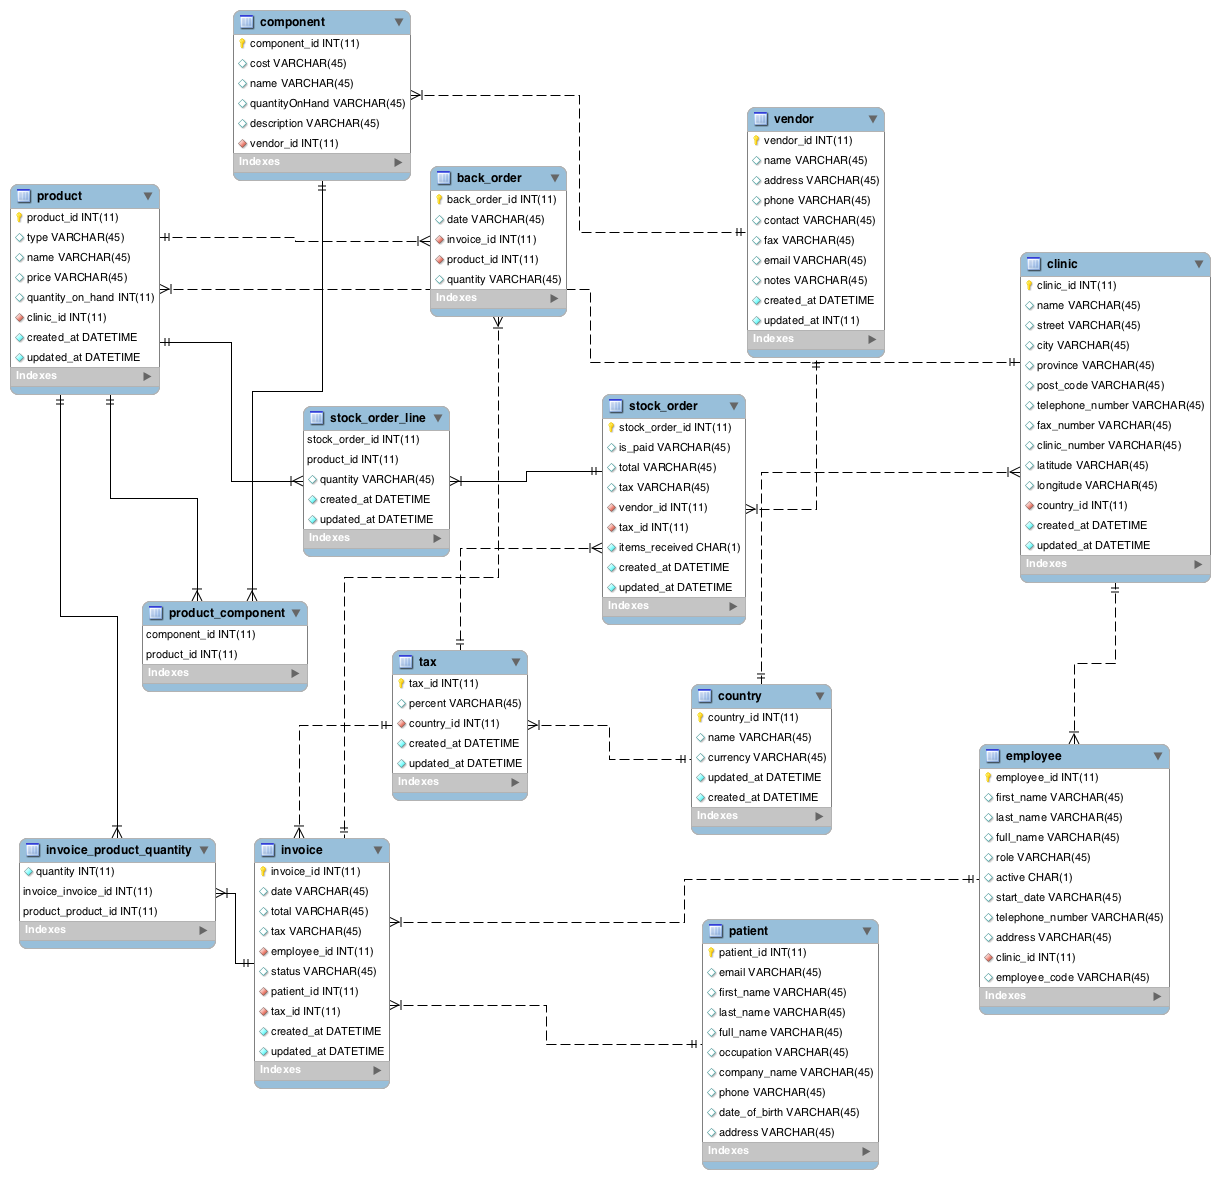 component
component_id INT(11)
cost VARCHAR(45)
name VARCHAR(45)
quantityOnHand VARCHAR(45)
description VARCHAR(45)
vendor_id INT(11)
Indexes
vendor
vendor_id INT(11)
name VARCHAR(45)
address VARCHAR(45)
phone VARCHAR(45)
contact VARCHAR(45)
fax VARCHAR(45)
email VARCHAR(45)
notes VARCHAR(45)
created_at DATETIME
updated_at INT(11)
Indexes
back_order
back_order_id INT(11)
date VARCHAR(45)
invoice_id INT(11)
product_id INT(11)
quantity VARCHAR(45)
Indexes
product
product_id INT(11)
type VARCHAR(45)
name VARCHAR(45)
price VARCHAR(45)
quantity_on_hand INT(11)
clinic_id INT(11)
created_at DATETIME
updated_at DATETIME
Indexes
clinic
clinic_id INT(11)
name VARCHAR(45)
street VARCHAR(45)
city VARCHAR(45)
province VARCHAR(45)
post_code VARCHAR(45)
telephone_number VARCHAR(45)
fax_number VARCHAR(45)
clinic_number VARCHAR(45)
latitude VARCHAR(45)
longitude VARCHAR(45)
country_id INT(11)
created_at DATETIME
updated_at DATETIME
Indexes
stock_order_line
stock_order_id INT(11)
product_id INT(11)
quantity VARCHAR(45)
created_at DATETIME
updated_at DATETIME
Indexes
stock_order
stock_order_id INT(11)
is_paid VARCHAR(45)
total VARCHAR(45)
tax VARCHAR(45)
vendor_id INT(11)
tax_id INT(11)
items_received CHAR(1)
created_at DATETIME
updated_at DATETIME
Indexes
product_component
component_id INT(11)
product_id INT(11)
Indexes
tax
tax_id INT(11)
percent VARCHAR(45)
country_id INT(11)
created_at DATETIME
updated_at DATETIME
Indexes
country
country_id INT(11)
name VARCHAR(45)
currency VARCHAR(45)
updated_at DATETIME
created_at DATETIME
Indexes
employee
employee_id INT(11)
first_name VARCHAR(45)
last_name VARCHAR(45)
full_name VARCHAR(45)
role VARCHAR(45)
active CHAR(1)
start_date VARCHAR(45)
telephone_number VARCHAR(45)
address VARCHAR(45)
clinic_id INT(11)
employee_code VARCHAR(45)
Indexes
invoice_product_quantity
quantity INT(11)
invoice_invoice_id INT(11)
product_product_id INT(11)
Indexes
invoice
invoice_id INT(11)
date VARCHAR(45)
total VARCHAR(45)
tax VARCHAR(45)
employee_id INT(11)
status VARCHAR(45)
patient_id INT(11)
tax_id INT(11)
created_at DATETIME
updated_at DATETIME
Indexes
patient
patient_id INT(11)
email VARCHAR(45)
first_name VARCHAR(45)
last_name VARCHAR(45)
full_name VARCHAR(45)
occupation VARCHAR(45)
company_name VARCHAR(45)
phone VARCHAR(45)
date_of_birth VARCHAR(45)
address VARCHAR(45)
Indexes